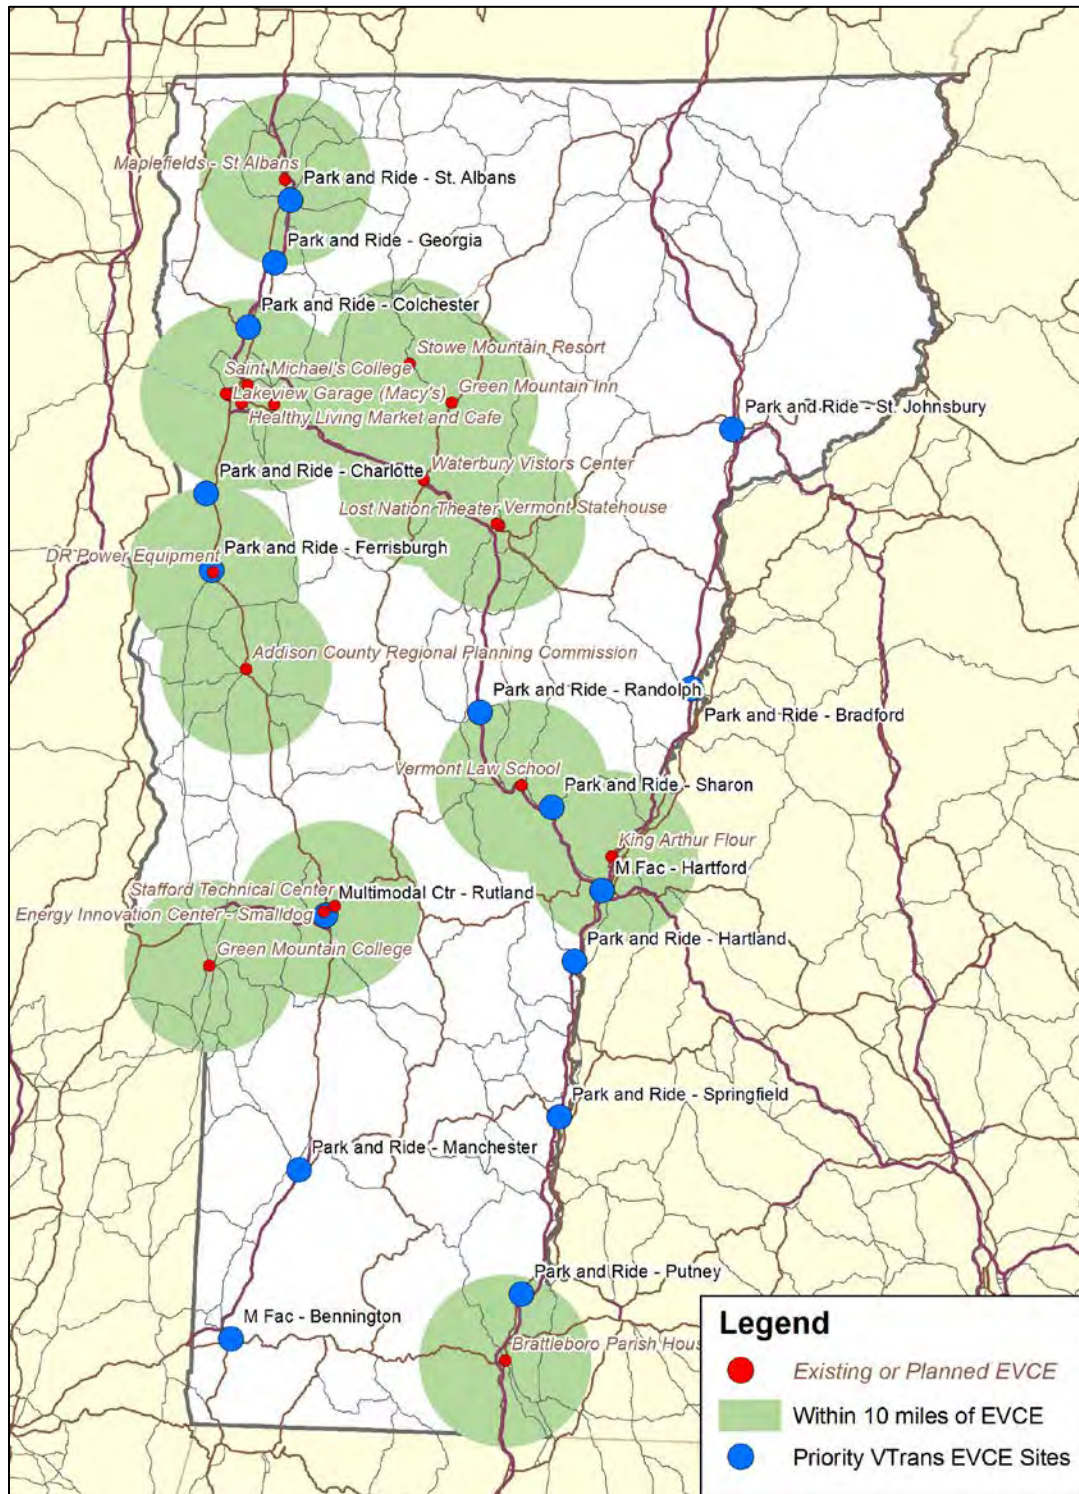 Maplefields - St Albans
Park and Ride - St. Albans
Park and Ride - Georgia
Park and Ride - Colchester
Stowe Mountain Resort
Saint Michael's College
Green Mountain Inn
Lakeview Garage (Macy's)
Healthy Living Market and Cafe
Park and Ride - St. Johnsbury
Park and Ride - Charlotte
Waterbury Vistors Center
Lost Nation Theater
Vermont Statehouse
DR Power Equipment
Park and Ride - Ferrisburgh
Addison County Regional Planning Commission
Park and Ride - Randolph
Park and Ride - Bradford
Vermont Law School
Park and Ride - Sharon
King Arthur Flour
M Fac - Hartford
Stafford Technical Center
Multimodal Ctr - Rutland
Energy Innovation Center - Smalldog
Green Mountain College
Park and Ride - Hartland
Park and Ride - Springfield
Park and Ride - Manchester
Park and Ride - Putney
M Fac - Bennington
Brattleboro Parish Hous
Legend
Existing or Planned EVCE
Within 10 miles of EVCE
Priority VTrans EVCE Sites